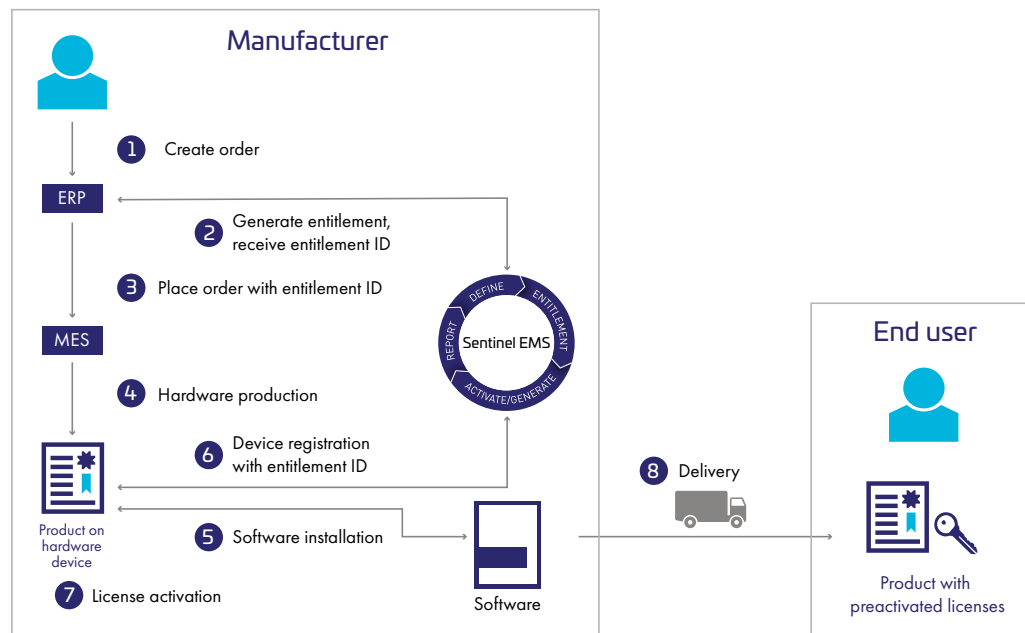 Manufacturer
1 Create order
ERP
2 Generate entitlement,
receive entitlement ID
3 Place order with entitlement ID
DEFINE
ENTITLEMENT
ACTIVATE/GENERATE
REPORT
Sentinel EMS
MES
4 Hardware production
6 Device registration
with entitlement ID
Product on
hardware
device
5 Software installation
7 License activation
Software
8 Delivery
End user
Product with
preactivated licenses